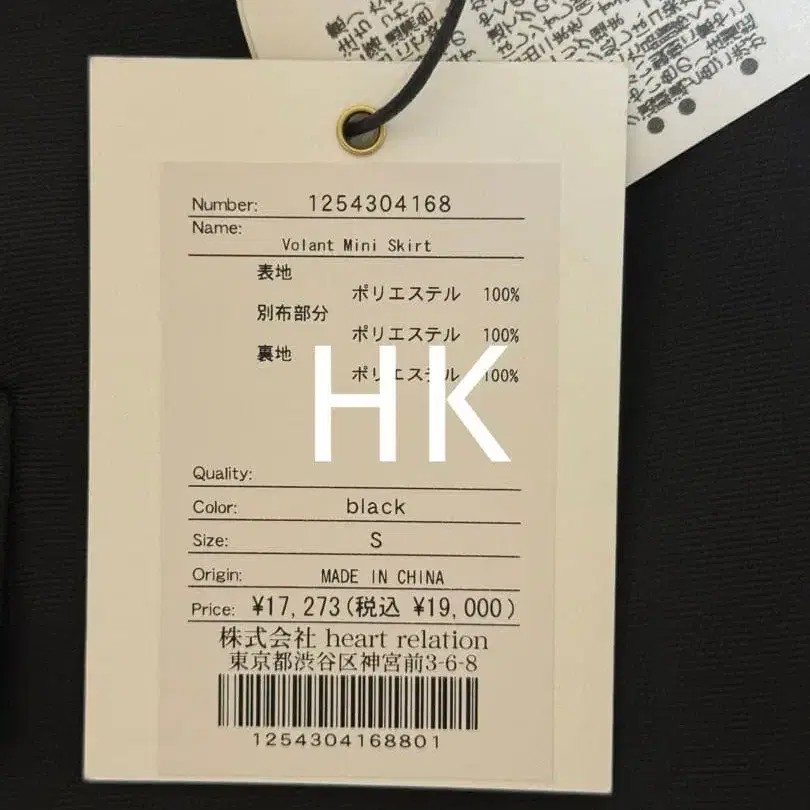 Number: 1254304168
Name:
Volant Mini Skirt
表地
ポリエステル 100%
別布部分
ポリエステル 100%
裏地
ポリエステル 100%
HK
Quality:
Color: black
Size: S
Origin: MADE IN CHINA
Price: ¥17,273(税込 ¥19,000)
株式会社 heart relation
東京都渋谷区神宮前3-6-8
1254304168801